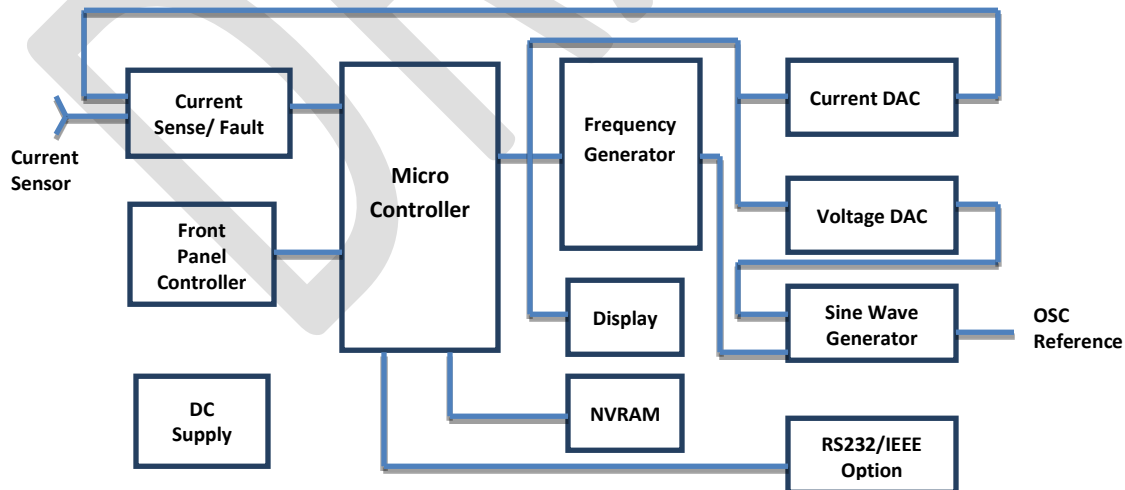 Current
Sense/ Fault
Current
Sensor
Front
Panel
Controller
DC
Supply
Micro
Controller
Frequency
Generator
Display
NVRAM
Current DAC
Voltage DAC
Sine Wave
Generator
OSC
Reference
RS232/IEEE
Option